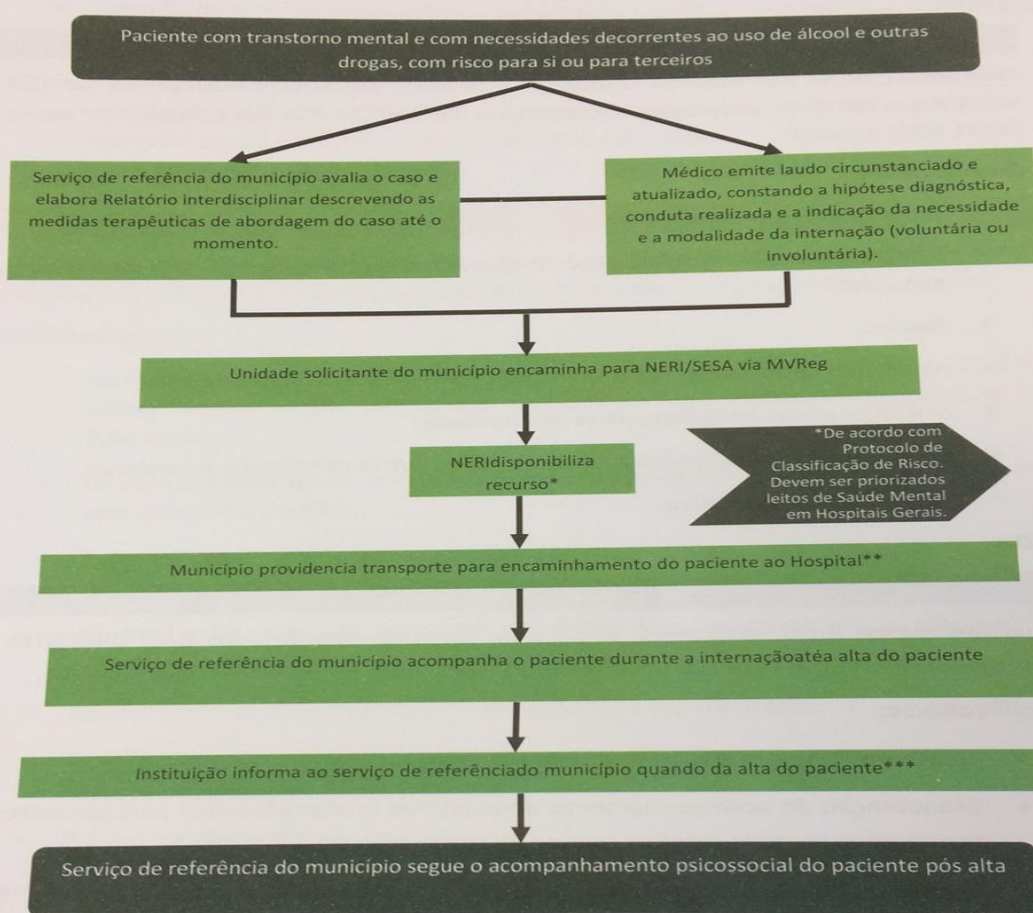 Paciente com transtorno mental e com necessidades decorrentes ao uso de álcool e outras
drogas, com risco para si ou para terceiros
Serviço de referência do município avalia o caso e
elabora Relatório interdisciplinar descrevendo as
medidas terapêuticas de abordagem do caso até o
momento.
Médico emite laudo circunstanciado e
atualizado, constando a hipótese diagnóstica,
conduta realizada e a indicação da necessidade
e a modalidade da internação (voluntária ou
involuntária).
Unidade solicitante do município encaminha para NERI/SESA via MVReg
NERIdisponibiliza
recurso*
*De acordo com
Protocolo de
Classificação de Risco.
Devem ser priorizados
leitos de Saúde Mental
em Hospitais Gerais.
Município providencia transporte para encaminhamento do paciente ao Hospital**
Serviço de referência do município acompanha o paciente durante a internaçãoatéa alta do paciente
Instituição informa ao serviço de referênciado município quando da alta do paciente***
Serviço de referência do município segue o acompanhamento psicossocial do paciente pós alta